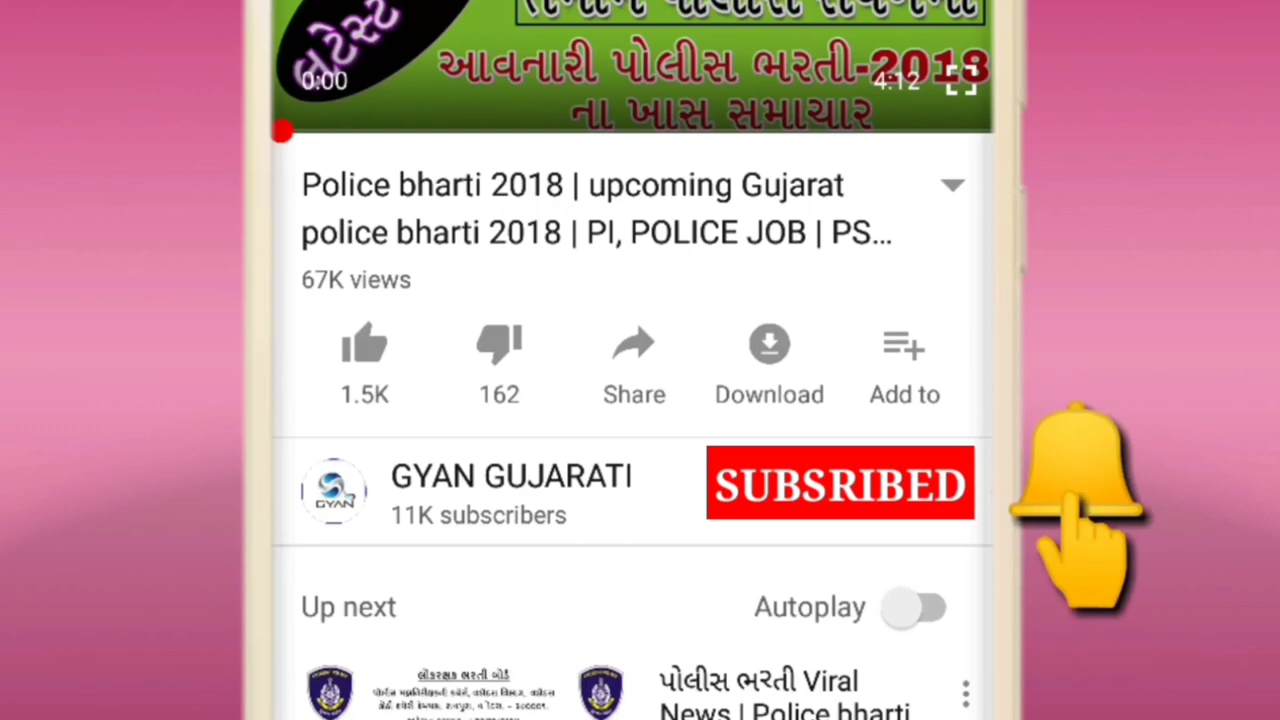 લેટેસ્ટ
આવનારી પોલીસ ભરતી-2018
0:00
4:12
ના ખાસ સમાચાર
Police bharti 2018 | upcoming Gujarat
police bharti 2018 | PI, POLICE JOB | PS...
67K views
1.5K
162
Share
Download
Add to
GYAN
GYAN GUJARATI
11K subscribers
SUBSRIBED
Up next
Autoplay
લોકરક્ષક ભરતી બોર્ડ
પોલીસ ભરતી Viral
News | Police bharti